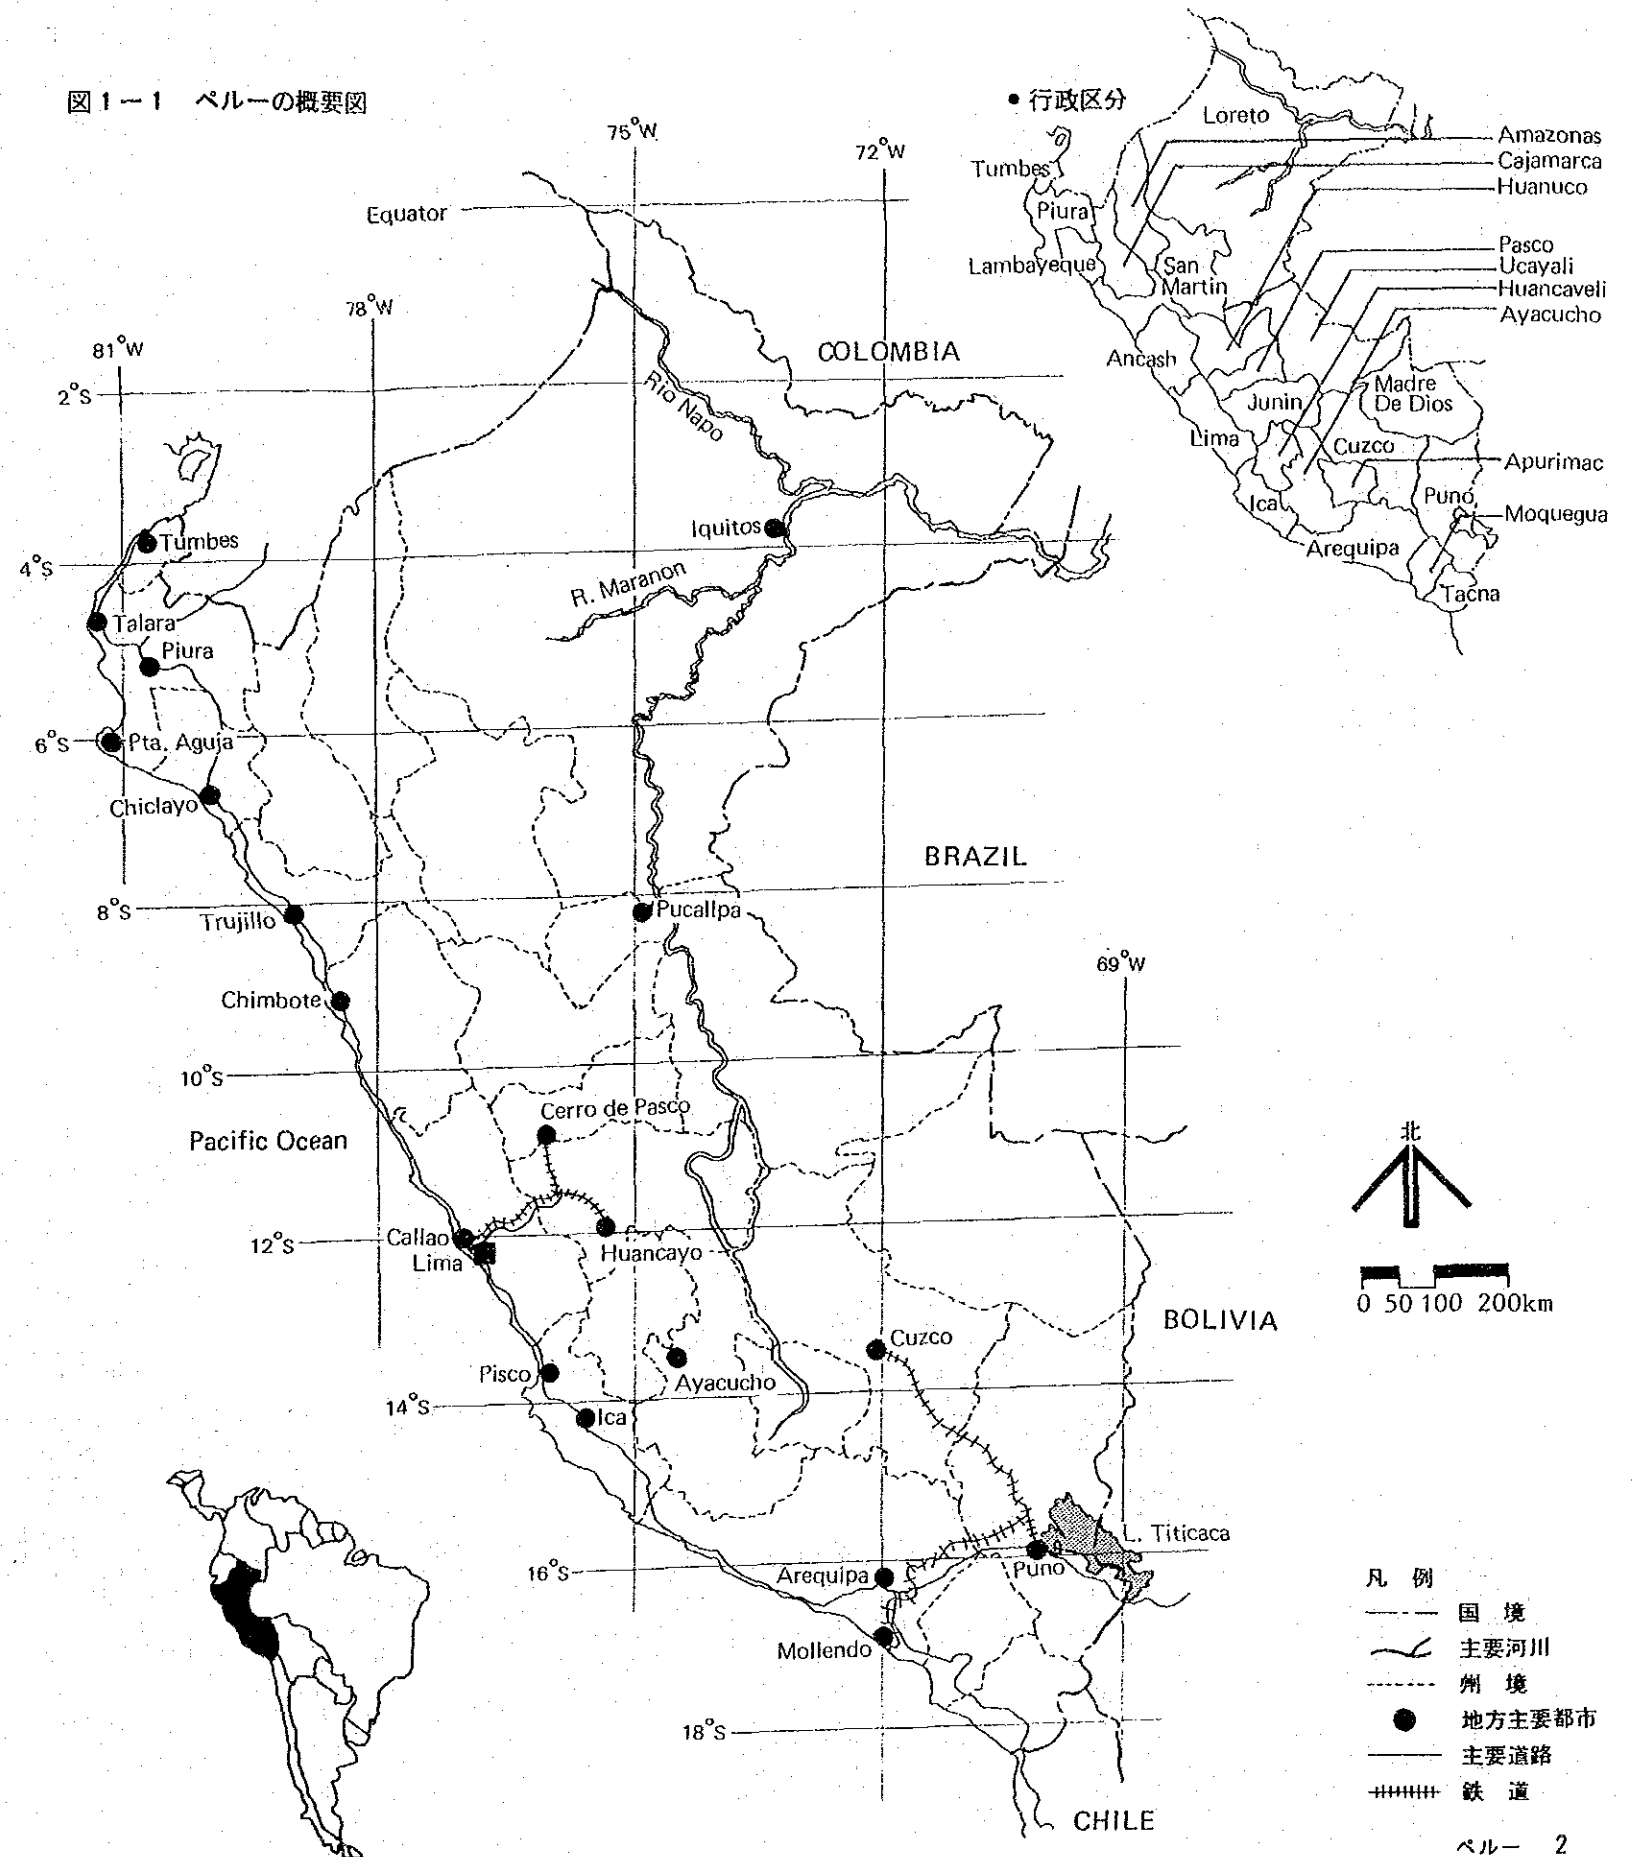 図1－1 ペルーの概要図
●行政区分
75°W
72°W
Equator
78°W
81°W
2°S
COLOMBIA
Rio Napo
Iquitos
Tumbes
4°S
R. Maranon
Talara
Piura
6°S
Pta. Aguja
Chiclayo
BRAZIL
8°S
Trujillo
Pucallpa
69°W
Chimbote
10°S
Cerro de Pasco
Pacific Ocean
12°S
Callao
Lima
Huancayo
BOLIVIA
Cuzco
Pisco
Ayacucho
14°S
Ica
L. Titicaca
16°S
Arequipa
Puno
Mollendo
18°S
CHILE
Loreto
Amazonas
Cajamarca
Huanuco
Tumbes
Piura
Lambayeque
San
Martin
Pasco
Ucayali
Huancaveli
Ayacucho
Ancash
Junin
Madre
De Dios
Lima
Cuzco
Apurimac
Ica
Puno
Moquegua
Arequipa
Tacna
北
0 50 100 200km
凡 例
国 境
主要河川
州 境
地方主要都市
主要道路
鉄 道
ペルー 2